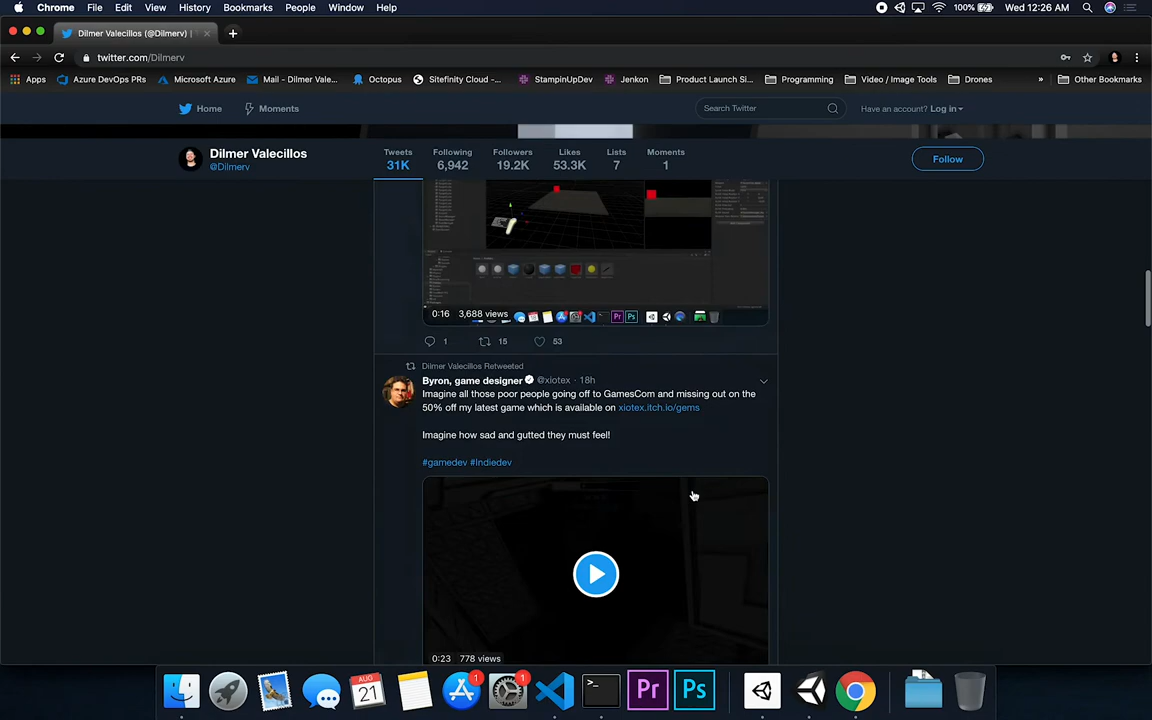 Chrome File Edit View History Bookmarks People Window Help 100% Wed 12:26 AM
Dilmer Valecillos (@Dilmerv) |
twitter.com/Dilmerv
Apps Azure DevOps PRs Microsoft Azure Mail - Dilmer Vale... Octopus Sitefinity Cloud -... StampinUpDev Jenkon Product Launch Si... Programming Video / Image Tools Drones » Other Bookmarks
Home Moments Search Twitter Have an account? Log in
Dilmer Valecillos
@Dilmerv
Tweets Following Followers Likes Lists Moments
31K 6,942 19.2K 53.3K 7 1
Follow
0:16 3,688 views
1 15 53
Dilmer Valecillos Retweeted
Byron, game designer @xiotex · 18h
Imagine all those poor people going off to GamesCom and missing out on the
50% off my latest game which is available on xiotex.itch.io/gems
Imagine how sad and gutted they must feel!
#gamedev #Indiedev
0:23 778 views
AUG
21
1
1
>_
Pr
Ps